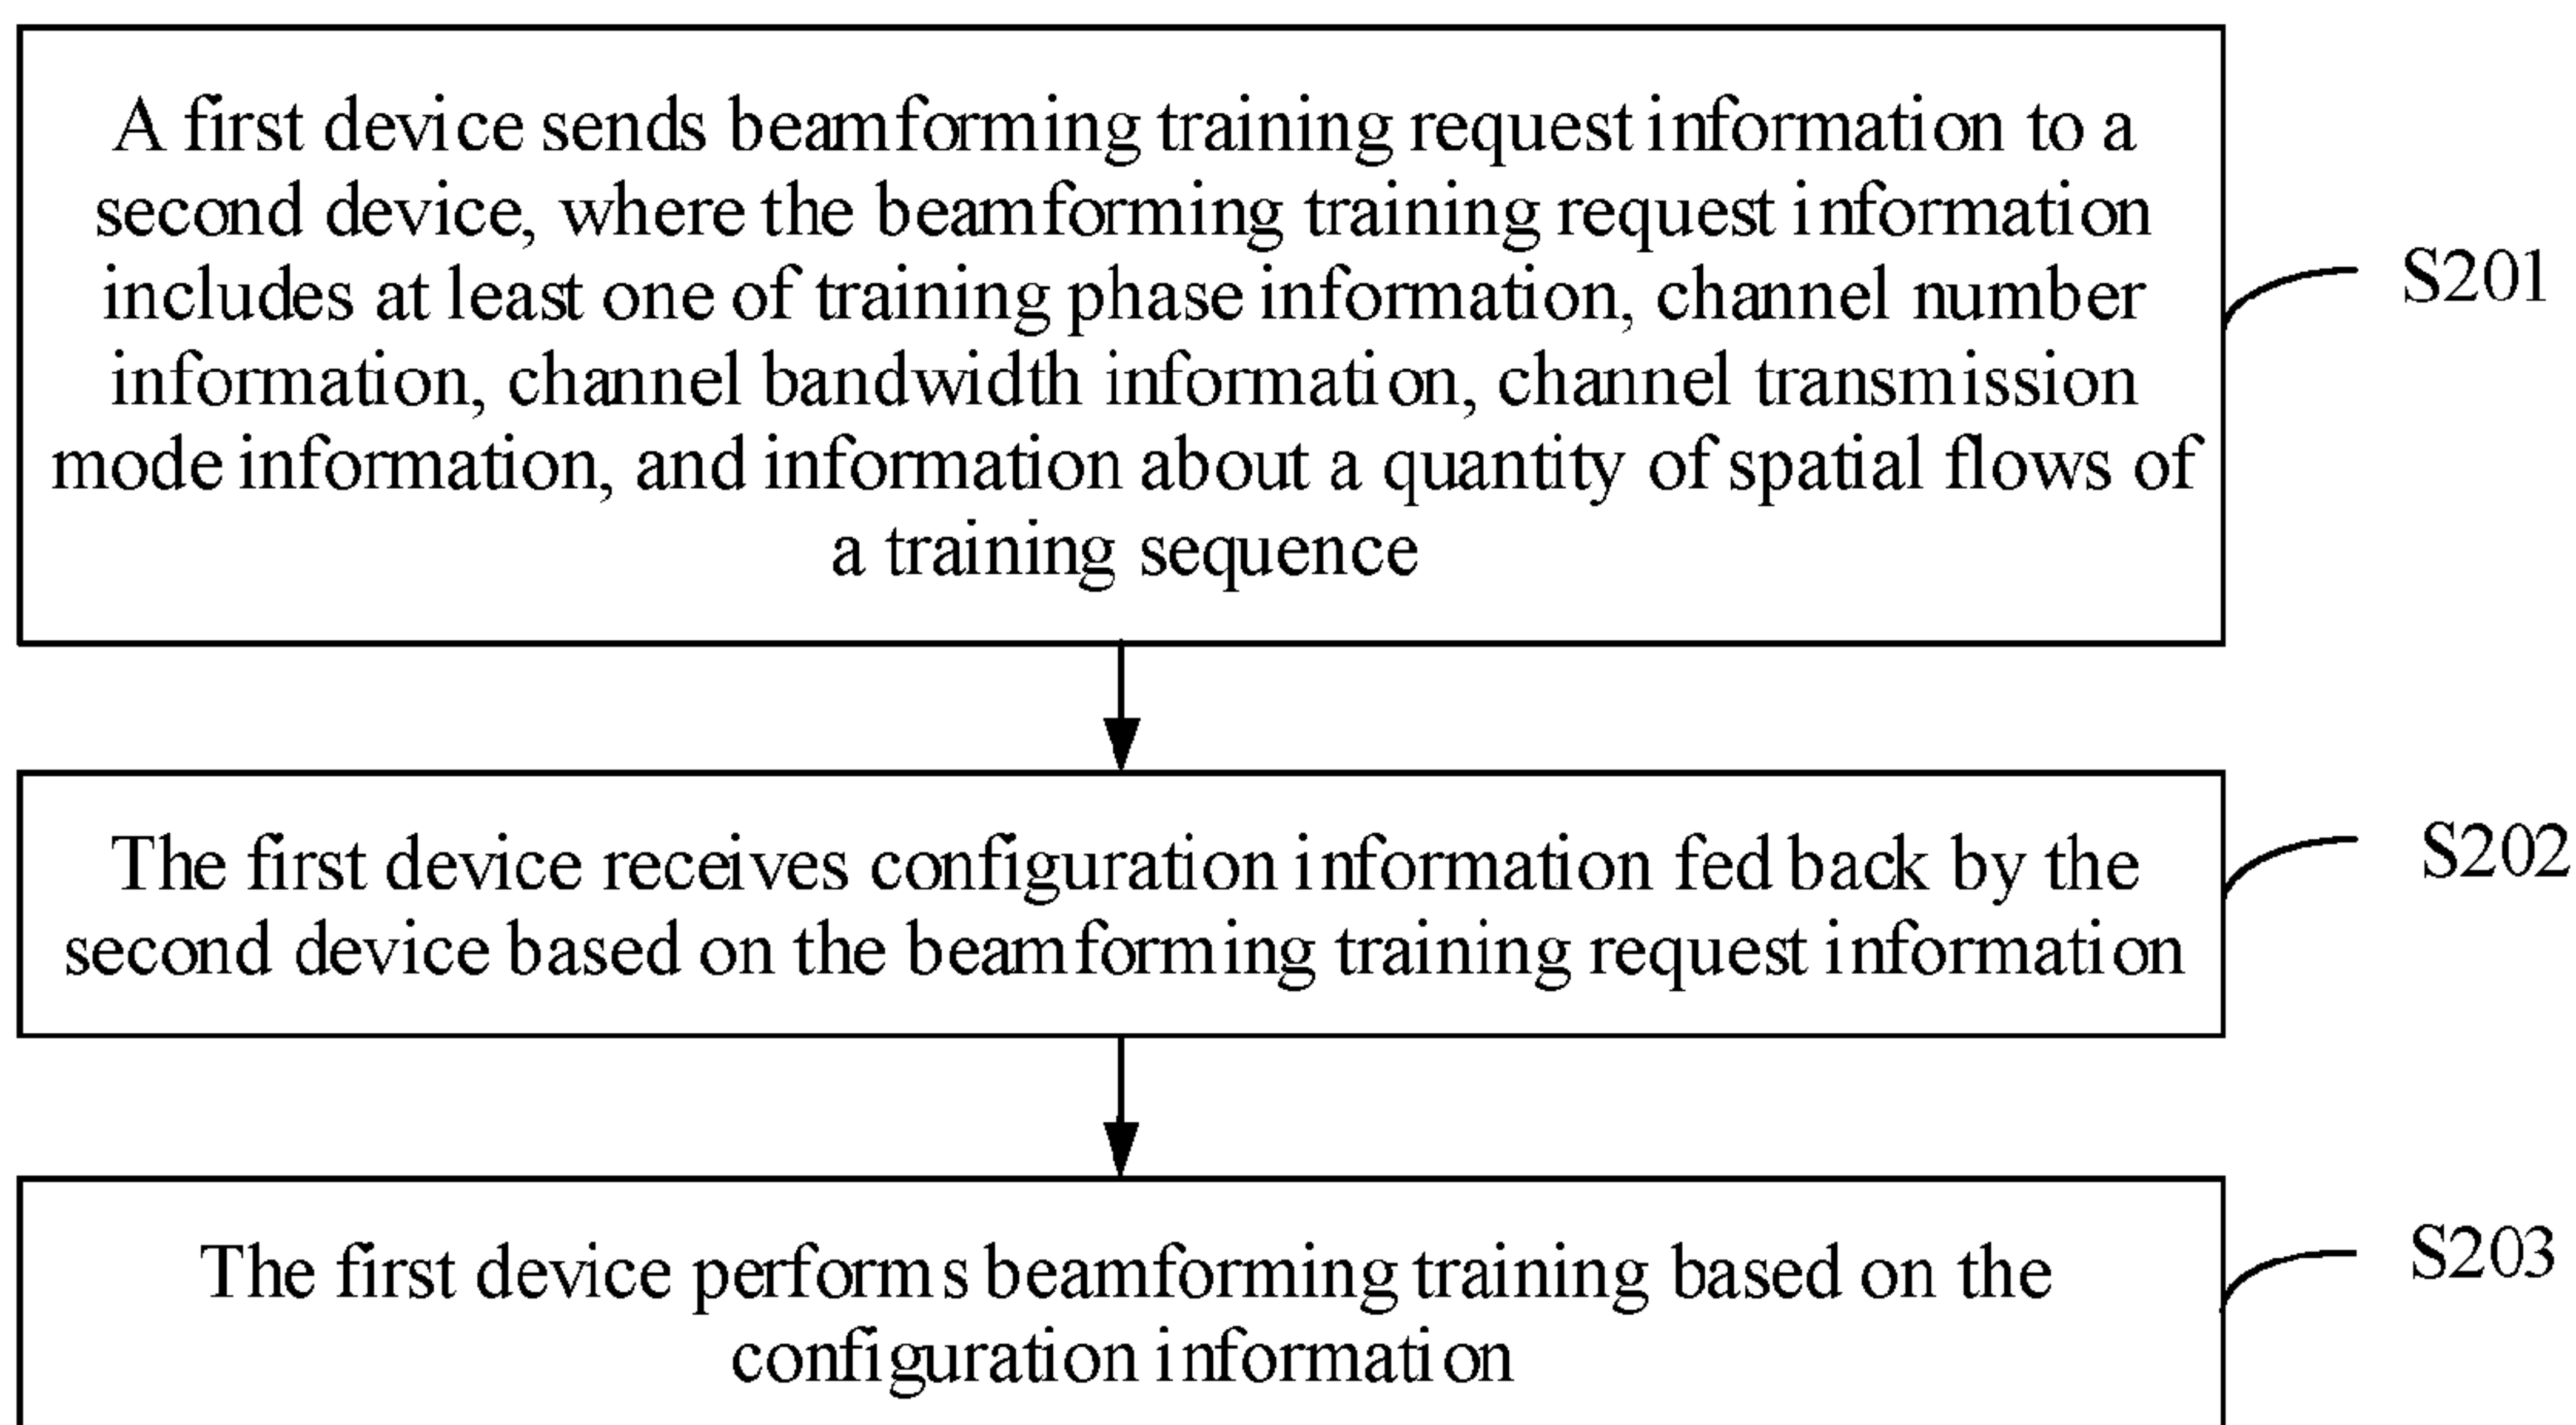 A first device sends beamforming training request information to a
second device, where the beamforming training request information
includes at least one of training phase information, channel number
information, channel bandwidth information, channel transmission
mode information, and information about a quantity of spatial flows of
a training sequence
S201
The first device receives configuration information fed back by the
second device based on the beamforming training request information
S202
The first device performs beamforming training based on the
configuration information
S203